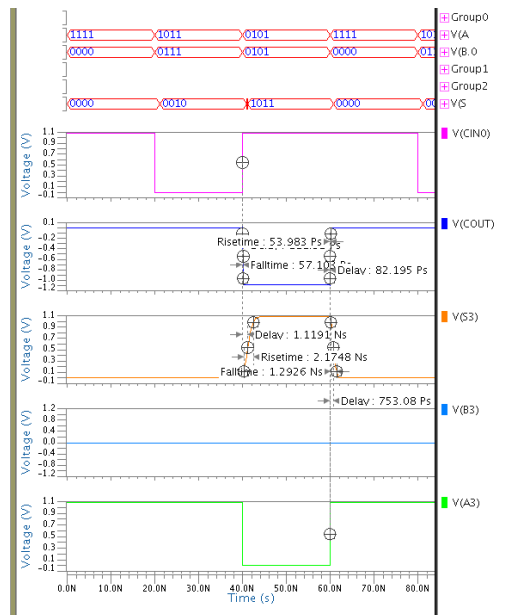 Group0
1111 1011 0101 1111 V(A
0000 0111 0101 0000 V(B.0
Group1
Group2
0000 0010 1011 0000 V(S
Voltage (V) 1.1 0.9 0.7 0.5 0.3 0.1 -0.1 V(CIN0)
Voltage (V) 0.1 -0.2 -0.4 -0.6 -0.8 -1.0 -1.2 V(COUT)
Risetime : 53.983 Ps
Falltime : 57.103 Ps
Delay : 82.195 Ps
Voltage (V) 1.1 0.9 0.7 0.5 0.3 0.1 -0.1 V(S3)
Delay : 1.1191 Ns
Risetime : 2.1748 Ns
Falltime : 1.2926 Ns
Delay : 753.08 Ps
Voltage (V) 1.2 0.8 0.4 0.0 -0.4 -0.8 -1.2 V(B3)
Voltage (V) 1.1 0.9 0.7 0.5 0.3 0.1 -0.1 V(A3)
0.0N 10.0N 20.0N 30.0N 40.0N 50.0N 60.0N 70.0N 80.0N
Time (s)